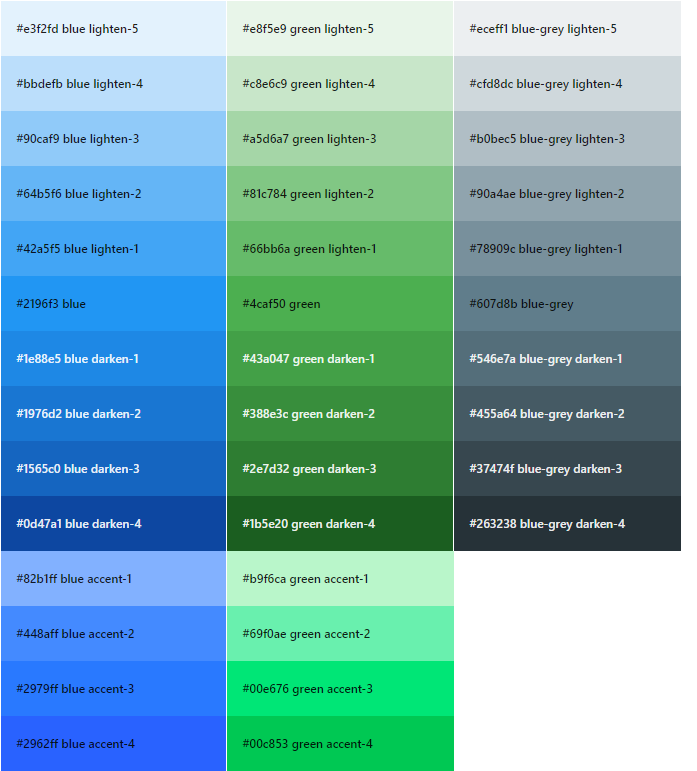 #e3f2fd blue lighten-5
#bbdefb blue lighten-4
#90caf9 blue lighten-3
#64b5f6 blue lighten-2
#42a5f5 blue lighten-1
#2196f3 blue
#1e88e5 blue darken-1
#1976d2 blue darken-2
#1565c0 blue darken-3
#0d47a1 blue darken-4
#82b1ff blue accent-1
#448aff blue accent-2
#2979ff blue accent-3
#2962ff blue accent-4
#e8f5e9 green lighten-5
#c8e6c9 green lighten-4
#a5d6a7 green lighten-3
#81c784 green lighten-2
#66bb6a green lighten-1
#4caf50 green
#43a047 green darken-1
#388e3c green darken-2
#2e7d32 green darken-3
#1b5e20 green darken-4
#b9f6ca green accent-1
#69f0ae green accent-2
#00e676 green accent-3
#00c853 green accent-4
#eceff1 blue-grey lighten-5
#cfd8dc blue-grey lighten-4
#b0bec5 blue-grey lighten-3
#90a4ae blue-grey lighten-2
#78909c blue-grey lighten-1
#607d8b blue-grey
#546e7a blue-grey darken-1
#455a64 blue-grey darken-2
#37474f blue-grey darken-3
#263238 blue-grey darken-4